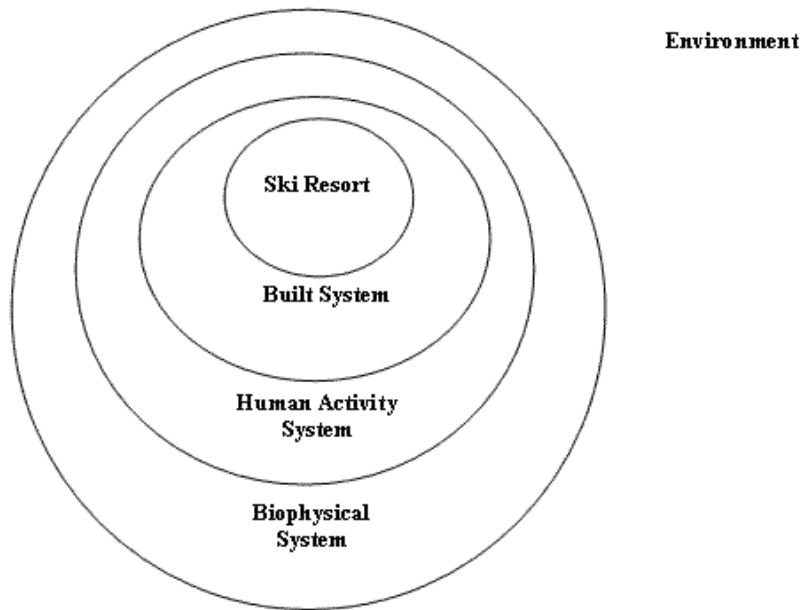 Environment
Ski Resort
Built System
Human Activity
System
Biophysical
System